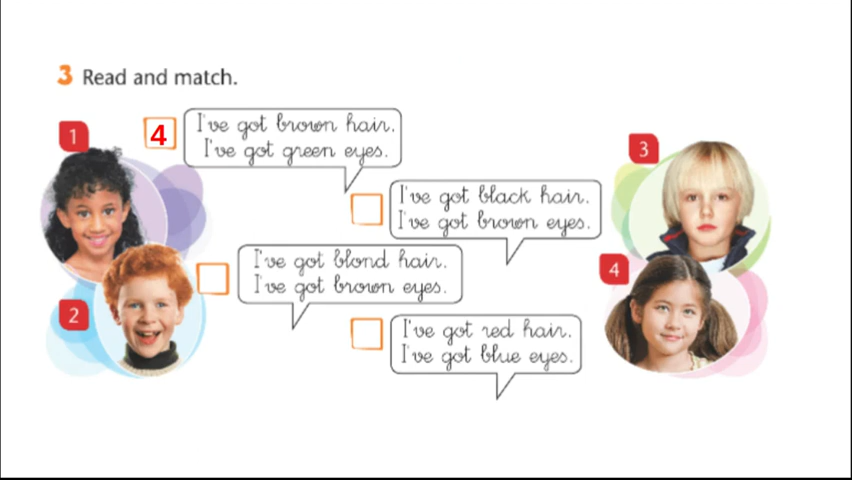 3 Read and match.
1
4
I've got brown hair.
I've got green eyes.
3
I've got black hair.
I've got brown eyes.
I've got blond hair.
I've got brown eyes.
4
2
I've got red hair.
I've got blue eyes.